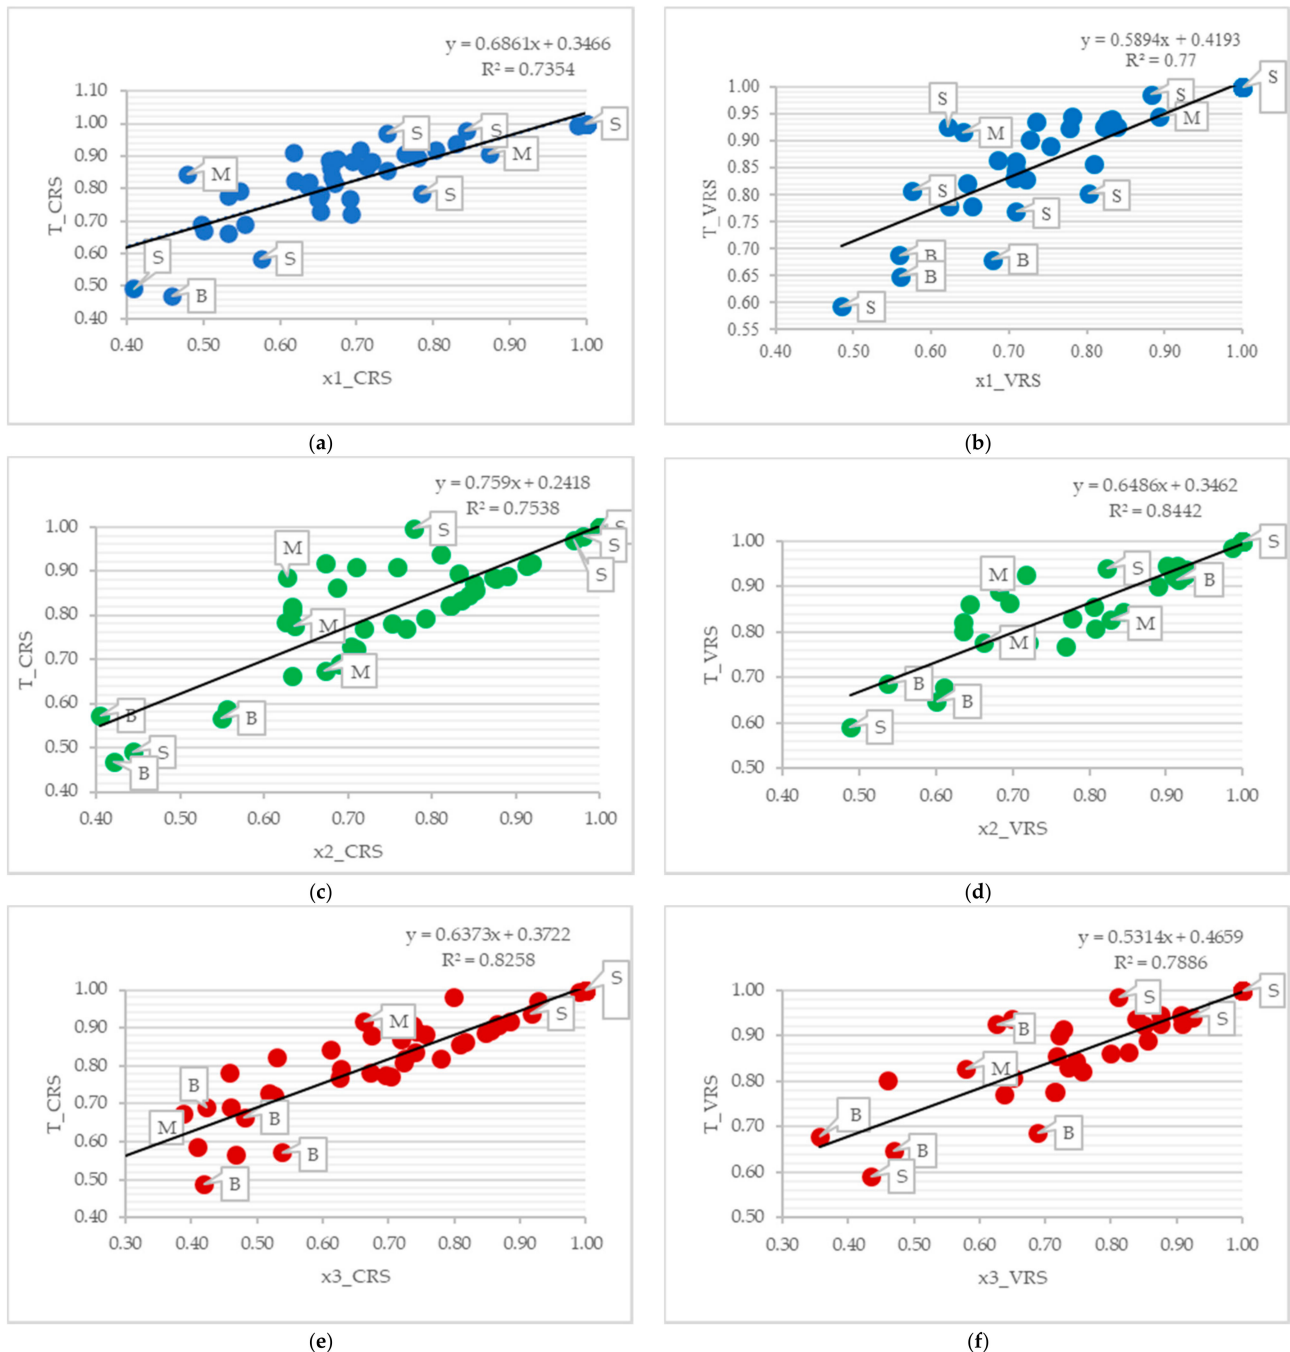 y = 0.6861x + 0.3466
R² = 0.7354
1.10
1.00
0.90
0.80
0.70
0.60
0.50
0.40
T_CRS
S
S
S
M
M
S
S
S
B
0.40 0.50 0.60 0.70 0.80 0.90 1.00
x1_CRS
(a)
y = 0.5894x + 0.4193
R² = 0.77
1.00
0.95
0.90
0.85
0.80
0.75
0.70
0.65
0.60
0.55
T_VRS
S
S
S
M
M
S
S
S
B
B
B
S
0.40 0.50 0.60 0.70 0.80 0.90 1.00
x1_VRS
(b)
y = 0.759x + 0.2418
R² = 0.7538
1.00
0.90
0.80
0.70
0.60
0.50
0.40
T_CRS
S
S
M
S
S
M
M
B
B
S
B
0.40 0.50 0.60 0.70 0.80 0.90 1.00
x2_CRS
(c)
y = 0.6486x + 0.3462
R² = 0.8442
1.00
0.90
0.80
0.70
0.60
0.50
T_VRS
S
M
S
B
M
M
B
B
S
0.40 0.50 0.60 0.70 0.80 0.90 1.00
x2_VRS
(d)
y = 0.6373x + 0.3722
R² = 0.8258
1.00
0.90
0.80
0.70
0.60
0.50
0.40
T_CRS
S
S
M
B
M
B
B
B
0.30 0.40 0.50 0.60 0.70 0.80 0.90 1.00
x3_CRS
(e)
y = 0.5314x + 0.4659
R² = 0.7886
1.00
0.90
0.80
0.70
0.60
0.50
T_VRS
S
S
S
B
M
B
B
B
S
0.30 0.40 0.50 0.60 0.70 0.80 0.90 1.00
x3_VRS
(f)